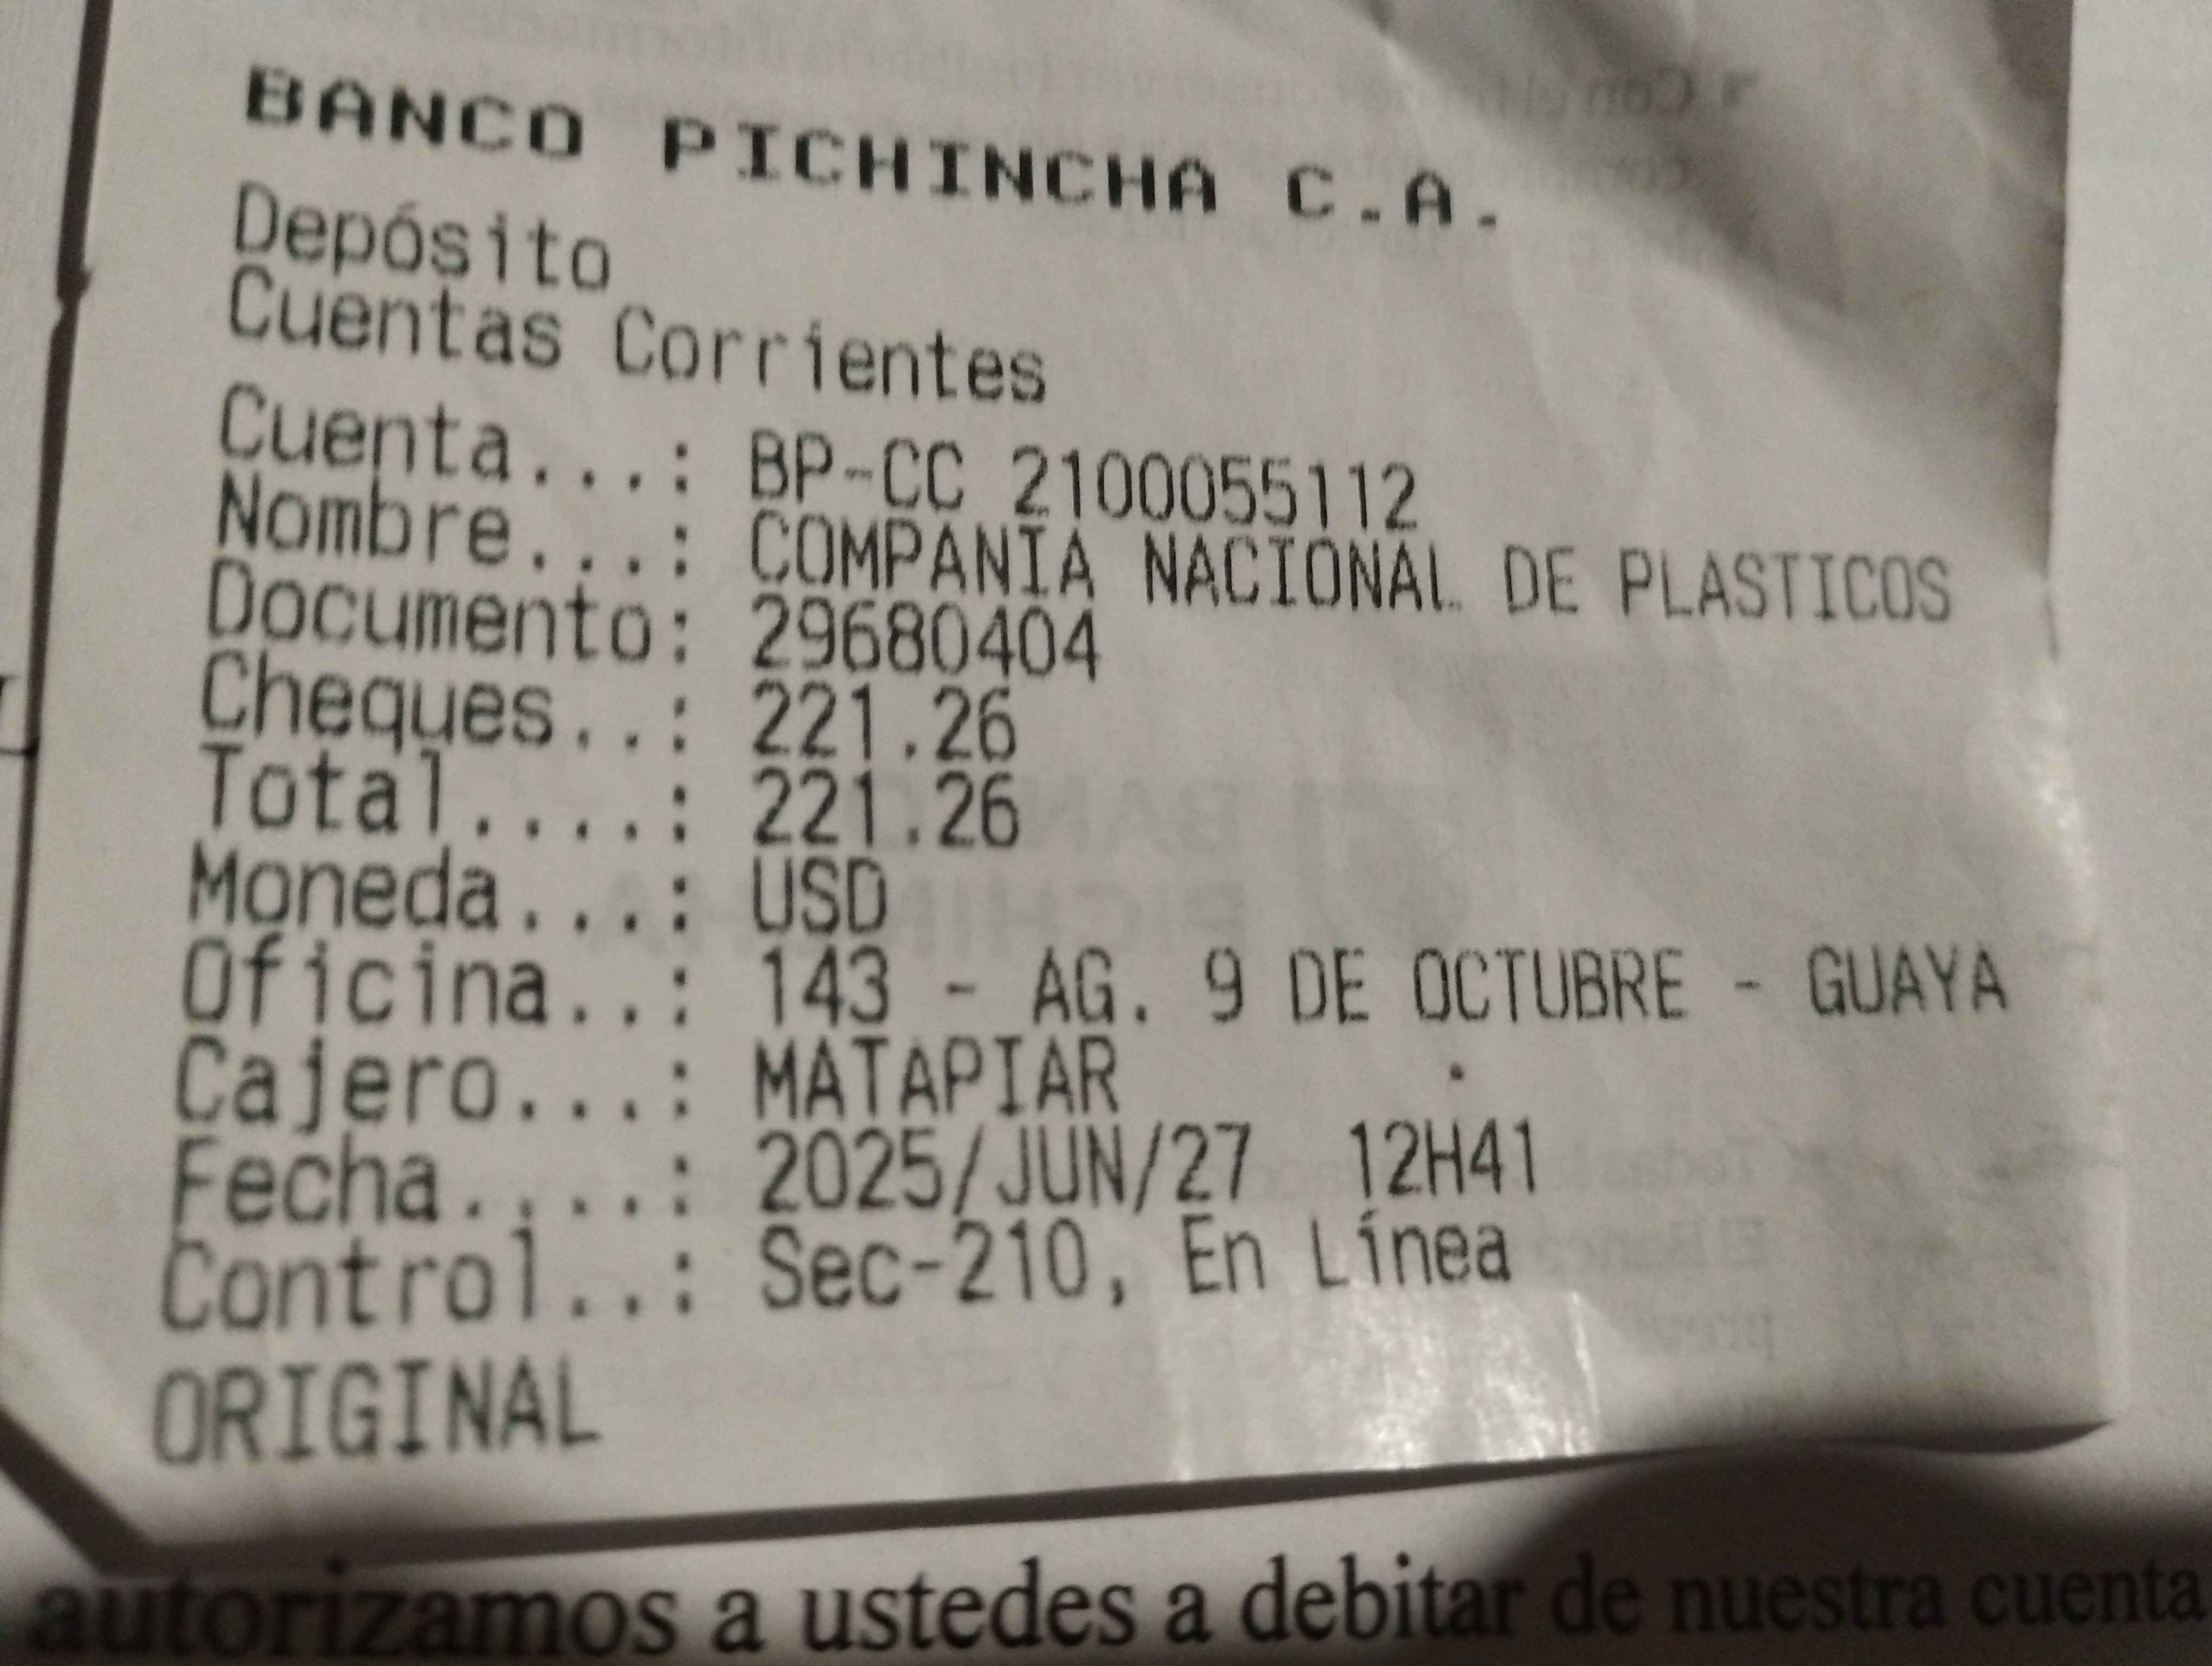 BANCO PICHINCHA C.A.
Depósito
Cuentas Corrientes
Cuenta...: BP-CC 2100055112
Nombre...: COMPANIA NACIONAL DE PLASTICOS
Documento: 29680404
Cheques..: 221.26
Total....: 221.26
Moneda...: USD
Oficina..: 143 - AG. 9 DE OCTUBRE - GUAYA
Cajero...: MATAPIAR
Fecha....: 2025/JUN/27 12H41
Control..: Sec-210, En Línea
ORIGINAL
autorizamos a ustedes a debitar de nuestra cuenta